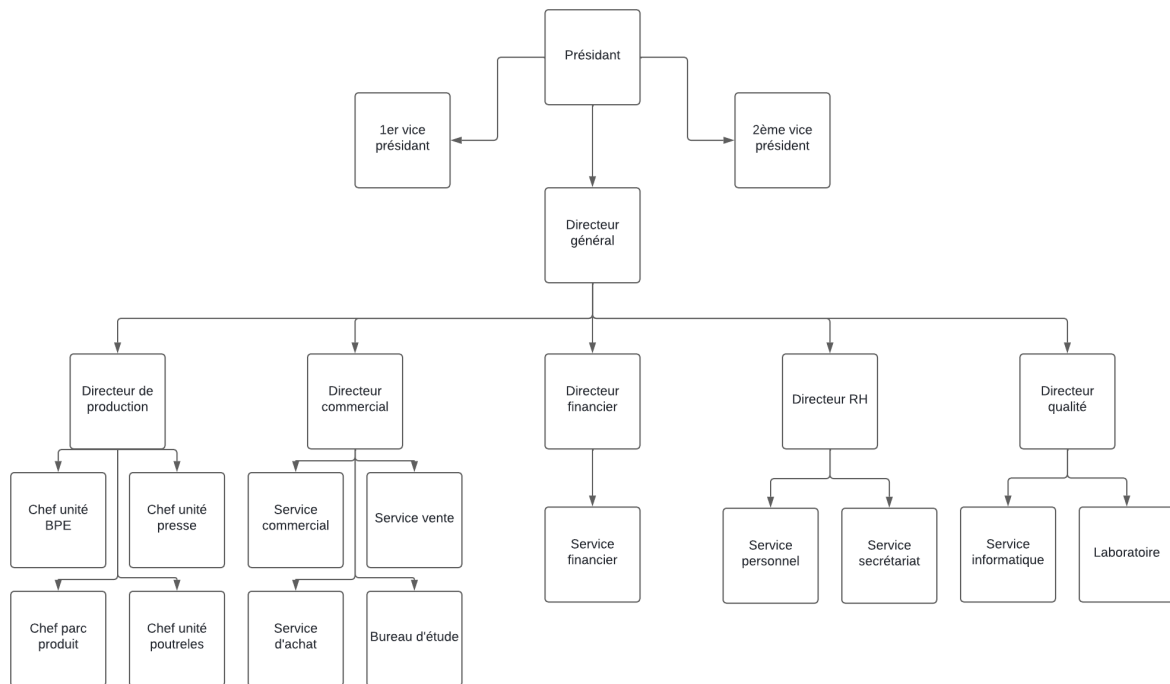 Présidant
1er vice
présidant
2ème vice
président
Directeur
général
Directeur de
production
Directeur
commercial
Directeur
financier
Directeur RH
Directeur
qualité
Chef unité
BPE
Chef unité
presse
Service
commercial
Service vente
Service
financier
Service
personnel
Service
secrétariat
Service
informatique
Laboratoire
Chef parc
produit
Chef unité
poutreles
Service
d'achat
Bureau d'étude